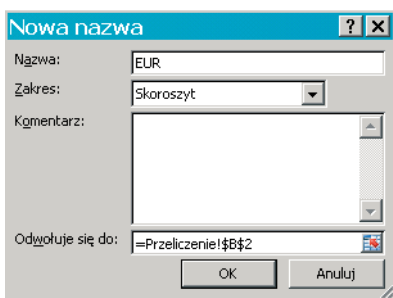 Nowa nazwa
Nazwa: EUR
Zakres: Skoroszyt
Komentarz:
Odwołuje się do: =Przeliczenie!$B$2
OK Anuluj